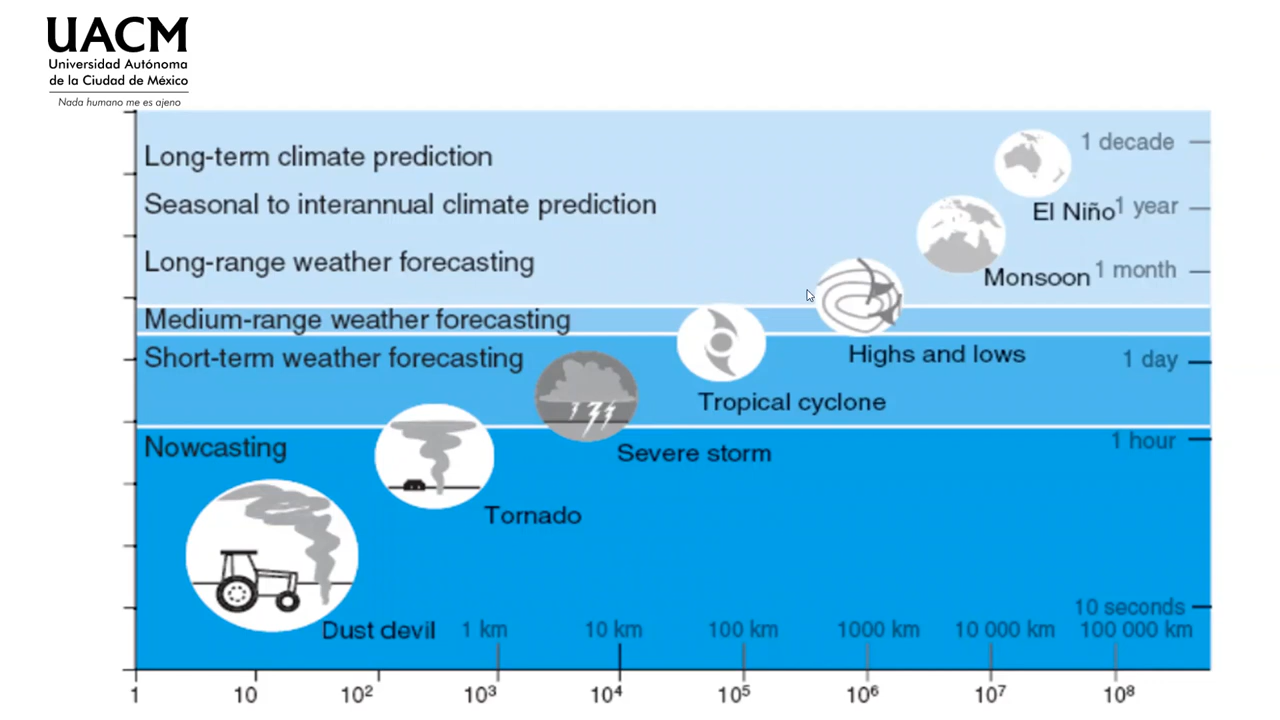 UACM
Universidad Autónoma
de la Ciudad de México
Nada humano me es ajeno
Long-term climate prediction
1 decade
Seasonal to interannual climate prediction
El Niño
1 year
Long-range weather forecasting
Monsoon
1 month
Medium-range weather forecasting
Highs and lows
Short-term weather forecasting
1 day
Tropical cyclone
Nowcasting
1 hour
Severe storm
Tornado
10 seconds
Dust devil
1 km
10 km
100 km
1000 km
10 000 km
100 000 km
1
10
10²
10³
10⁴
10⁵
10⁶
10⁷
10⁸